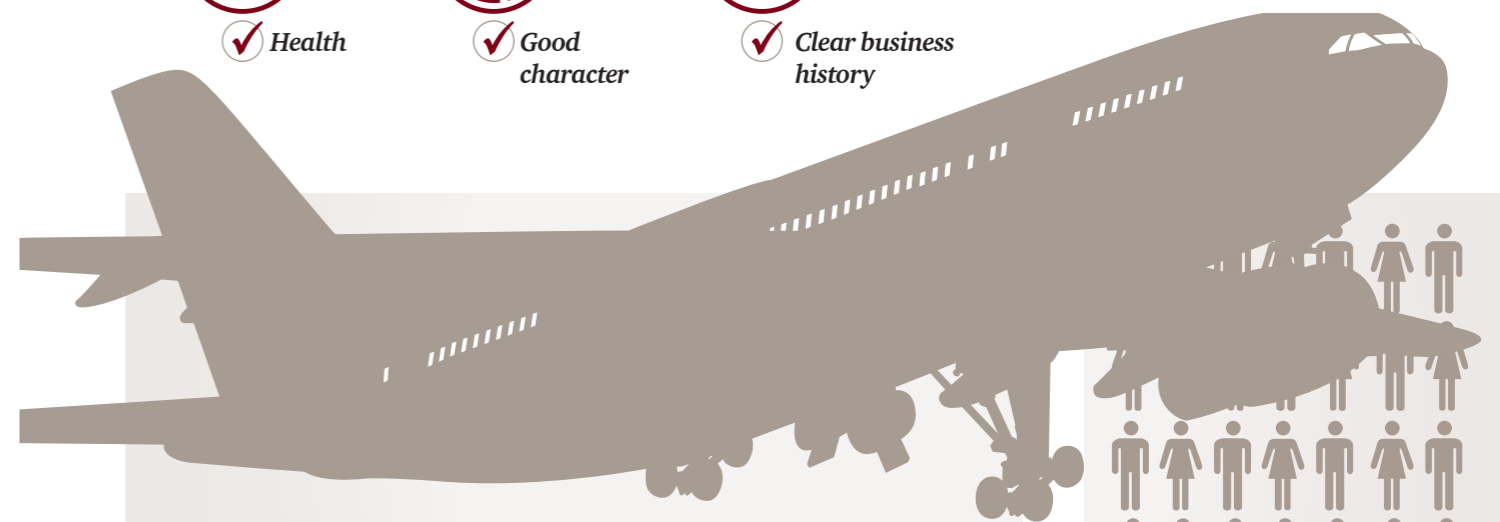 Health
Good
character
Clear business
history